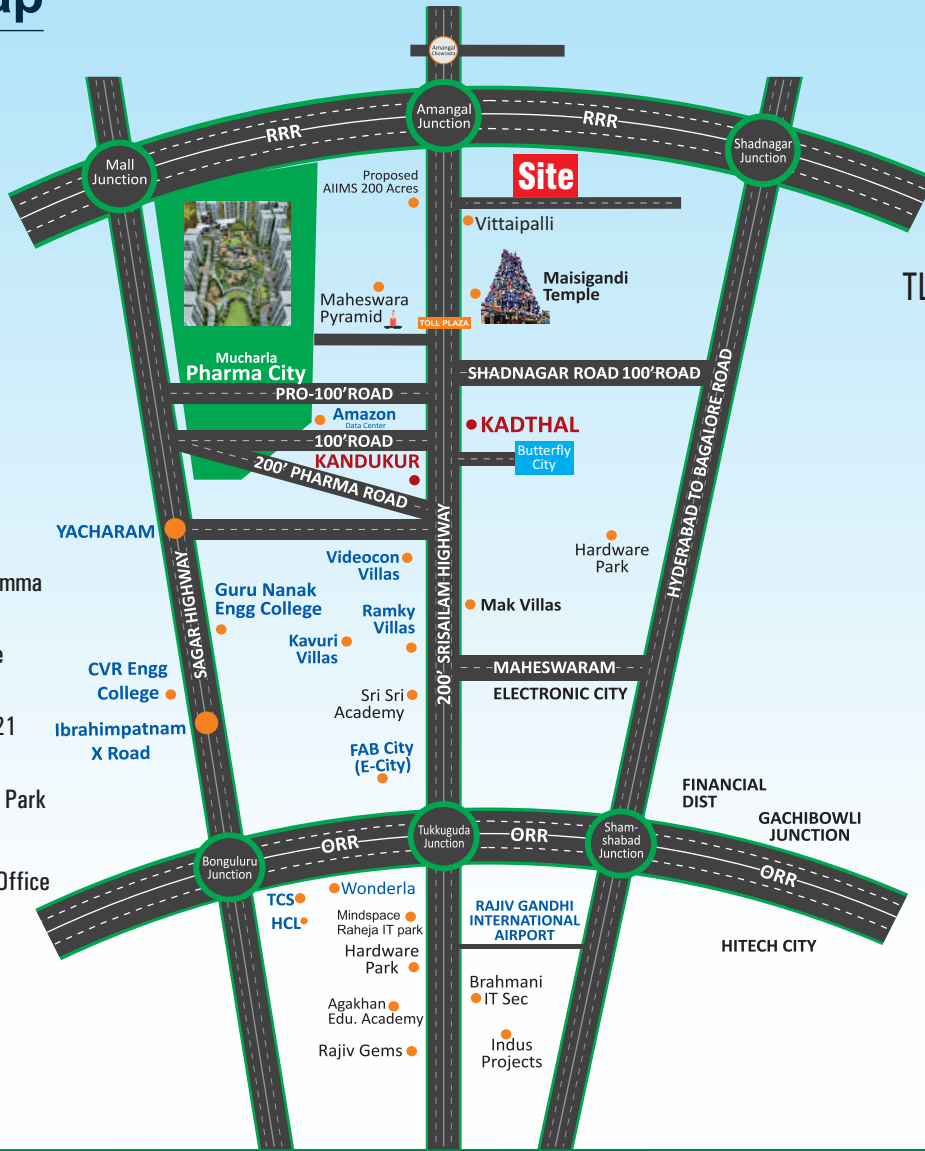 ap
Amangal
Chowrasta
Amangal
Junction
RRR
RRR
Mall
Junction
Shadnagar
Junction
Site
Proposed
AIIMS 200 Acres
Vittaipalli
Maisigandi
Temple
TL
Maheswara
Pyramid
TOLL PLAZA
Mucharla
Pharma City
SHADNAGAR ROAD 100'ROAD
PRO-100'ROAD
Amazon
Data Center
KADTHAL
100'ROAD
KANDUKUR
Butterfly
City
200' PHARMA ROAD
HYDERABAD TO BAGALORE ROAD
YACHARAM
200' SRISAILAM HIGHWAY
SAGAR HIGHWAY
Hardware
Park
Videocon
Villas
emma
Guru Nanak
Engg College
Ramky
Villas
Mak Villas
Kavuri
Villas
e
CVR Engg
College
MAHESWARAM
ELECTRONIC CITY
Sri Sri
Academy
21
Ibrahimpatnam
X Road
FAB City
(E-City)
Park
FINANCIAL
DIST
GACHIBOWLI
JUNCTION
Tukkuguda
Junction
Sham-
shabad
Junction
ORR
ORR
ORR
Bonguluru
Junction
Office
Wonderla
TCS
HCL
Mindspace
Raheja IT park
RAJIV GANDHI
INTERNATIONAL
AIRPORT
HITECH CITY
Hardware
Park
Brahmani
IT Sec
Agakhan
Edu. Academy
Rajiv Gems
Indus
Projects